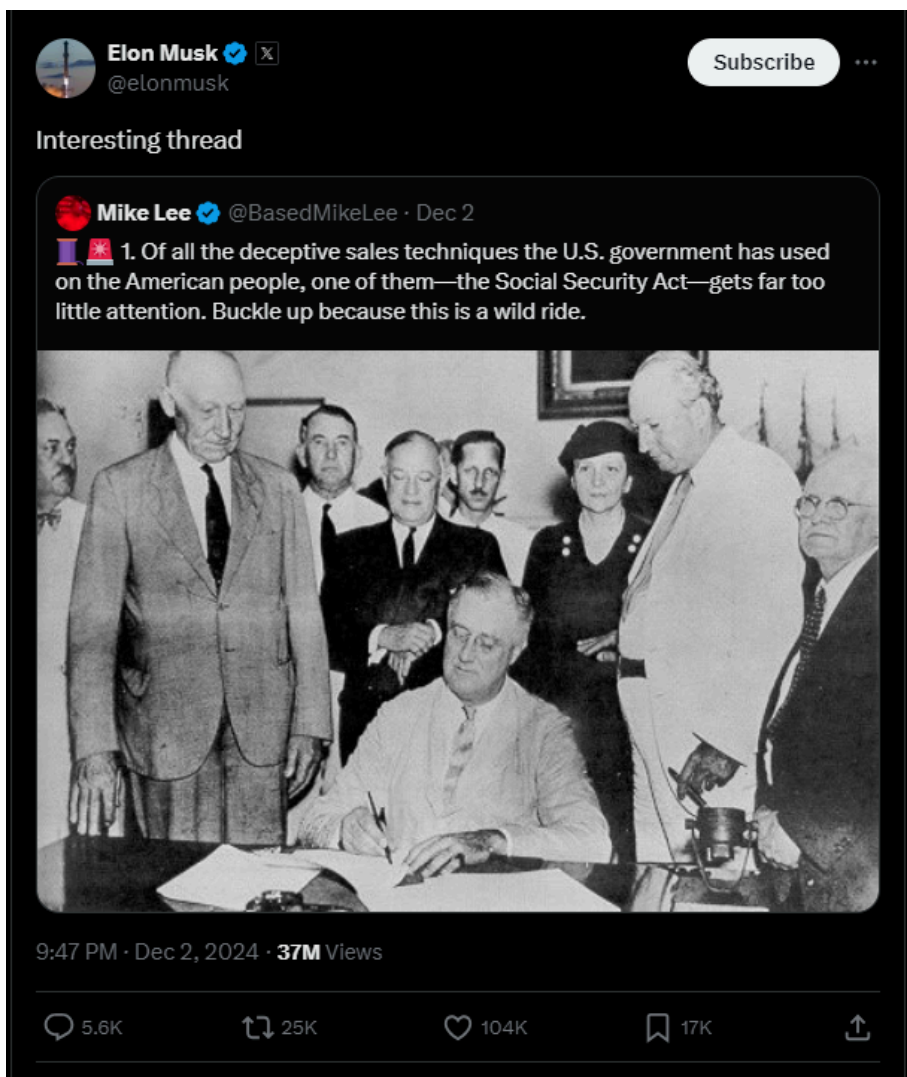 Elon Musk
@elonmusk
Subscribe
Interesting thread
Mike Lee @BasedMikeLee · Dec 2
🧵🚨 1. Of all the deceptive sales techniques the U.S. government has used
on the American people, one of them—the Social Security Act—gets far too
little attention. Buckle up because this is a wild ride.
9:47 PM · Dec 2, 2024 · 37M Views
5.6K 25K 104K 17K